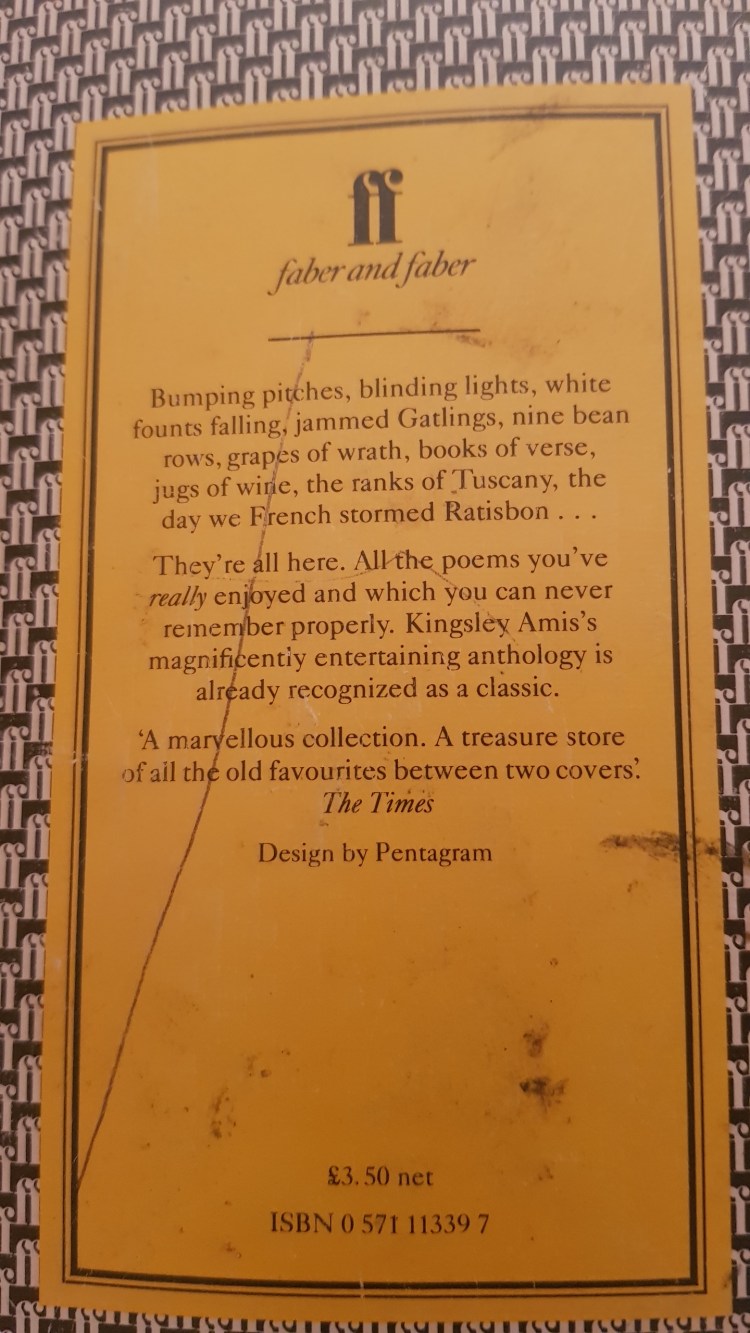 ff
faber and faber
Bumping pitches, blinding lights, white
founts falling, jammed Gatlings, nine bean
rows, grapes of wrath, books of verse,
jugs of wine, the ranks of Tuscany, the
day we French stormed Ratisbon . . .
They're all here. All the poems you've
really enjoyed and which you can never
remember properly. Kingsley Amis's
magnificently entertaining anthology is
already recognized as a classic.
'A marvellous collection. A treasure store
of all the old favourites between two covers'.
The Times
Design by Pentagram
£3.50 net
ISBN 0 571 11339 7